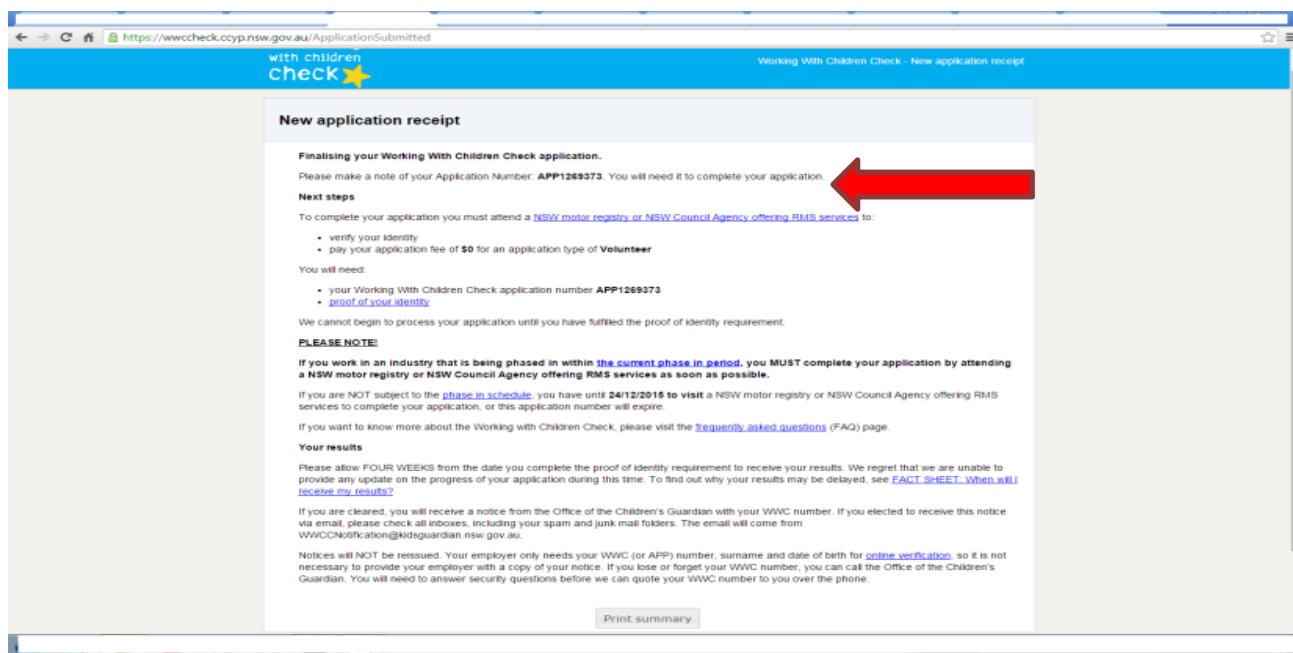 https://wwccheck.ccyp.nsw.gov.au/ApplicationSubmitted
with children
check
Working With Children Check - New application receipt
New application receipt
Finalising your Working With Children Check application.
Please make a note of your Application Number: APP1269373. You will need it to complete your application.
Next steps
To complete your application you must attend a NSW motor registry or NSW Council Agency offering RMS services to:
• verify your identity
• pay your application fee of $0 for an application type of Volunteer
You will need:
• your Working With Children Check application number APP1269373
• proof of your identity
We cannot begin to process your application until you have fulfilled the proof of identity requirement.
PLEASE NOTE!
If you work in an industry that is being phased in within the current phase in period, you MUST complete your application by attending
a NSW motor registry or NSW Council Agency offering RMS services as soon as possible.
If you are NOT subject to the phase in schedule, you have until 24/12/2015 to visit a NSW motor registry or NSW Council Agency offering RMS
services to complete your application, or this application number will expire.
If you want to know more about the Working with Children Check, please visit the frequently asked questions (FAQ) page.
Your results
Please allow FOUR WEEKS from the date you complete the proof of identity requirement to receive your results. We regret that we are unable to
provide any update on the progress of your application during this time. To find out why your results may be delayed, see FACT SHEET: When will I
receive my results?
If you are cleared, you will receive a notice from the Office of the Children's Guardian with your WWC number. If you elected to receive this notice
via email, please check all inboxes, including your spam and junk mail folders. The email will come from
WWCCNotification@kidsguardian.nsw.gov.au.
Notices will NOT be reissued. Your employer only needs your WWC (or APP) number, surname and date of birth for online verification, so it is not
necessary to provide your employer with a copy of your notice. If you lose or forget your WWC number, you can call the Office of the Children's
Guardian. You will need to answer security questions before we can quote your WWC number to you over the phone.
Print summary